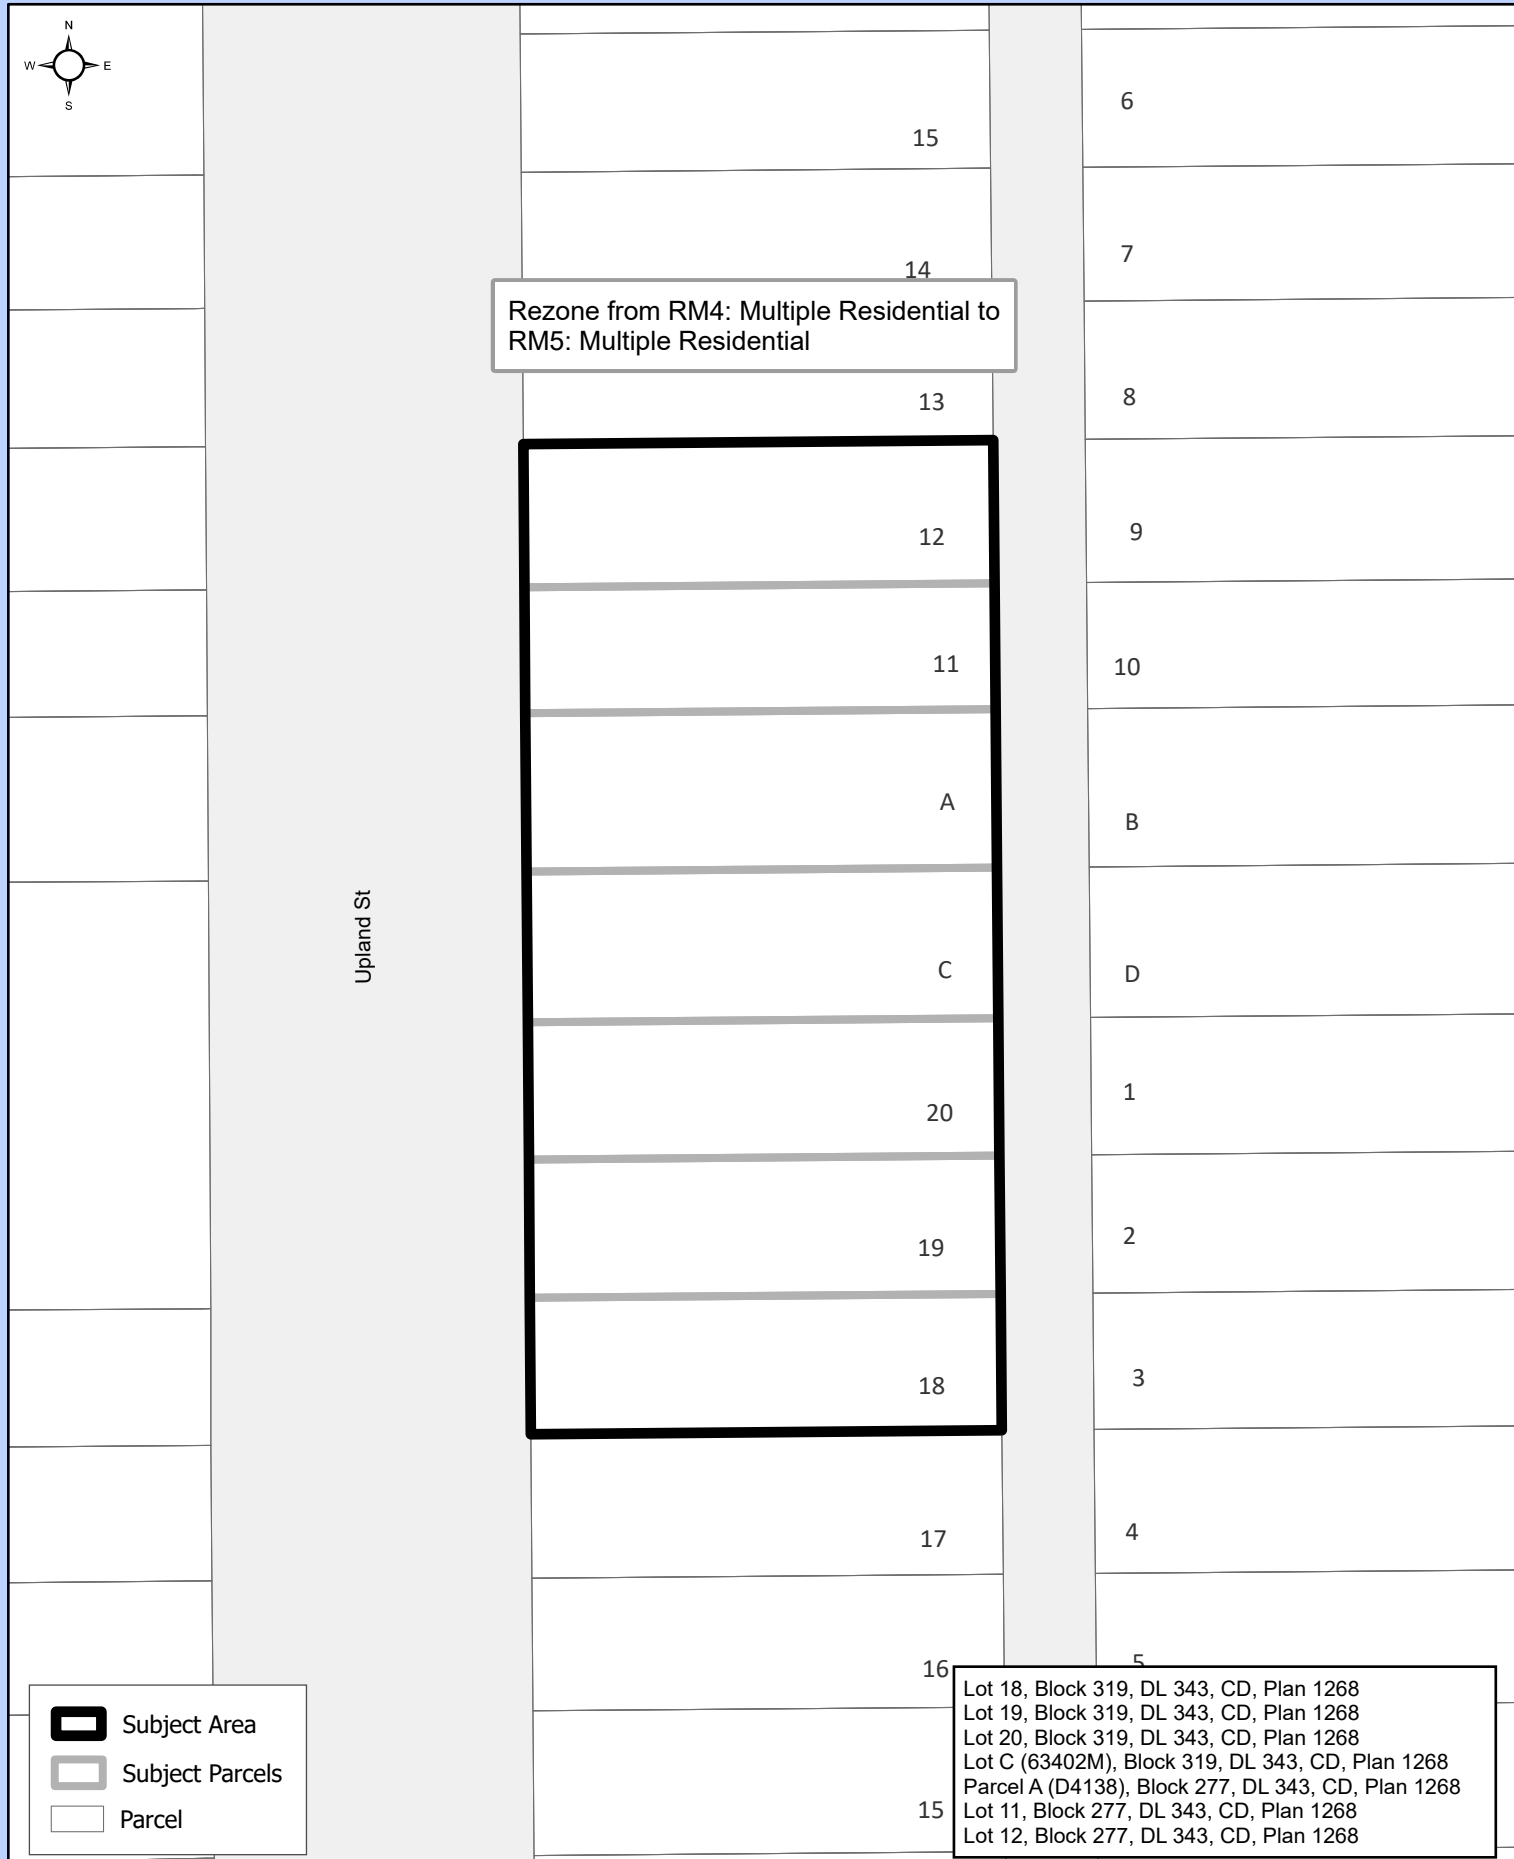 N
W E
S
15
6
14
7
Rezone from RM4: Multiple Residential to
RM5: Multiple Residential
13
8
12
9
11
10
A
B
Upland St
C
D
20
1
19
2
18
3
17
4
16
5
15
Subject Area
Subject Parcels
Parcel
Lot 18, Block 319, DL 343, CD, Plan 1268
Lot 19, Block 319, DL 343, CD, Plan 1268
Lot 20, Block 319, DL 343, CD, Plan 1268
Lot C (63402M), Block 319, DL 343, CD, Plan 1268
Parcel A (D4138), Block 277, DL 343, CD, Plan 1268
Lot 11, Block 277, DL 343, CD, Plan 1268
Lot 12, Block 277, DL 343, CD, Plan 1268